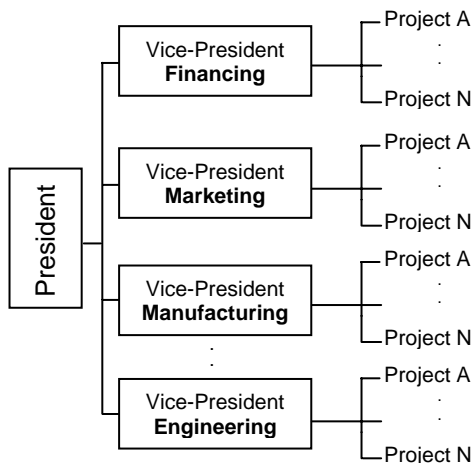 President
Vice-President
Financing
Project A
.
.
Project N
Vice-President
Marketing
Project A
.
.
Project N
Vice-President
Manufacturing
Project A
.
.
Project N
.
.
Vice-President
Engineering
Project A
.
.
Project N